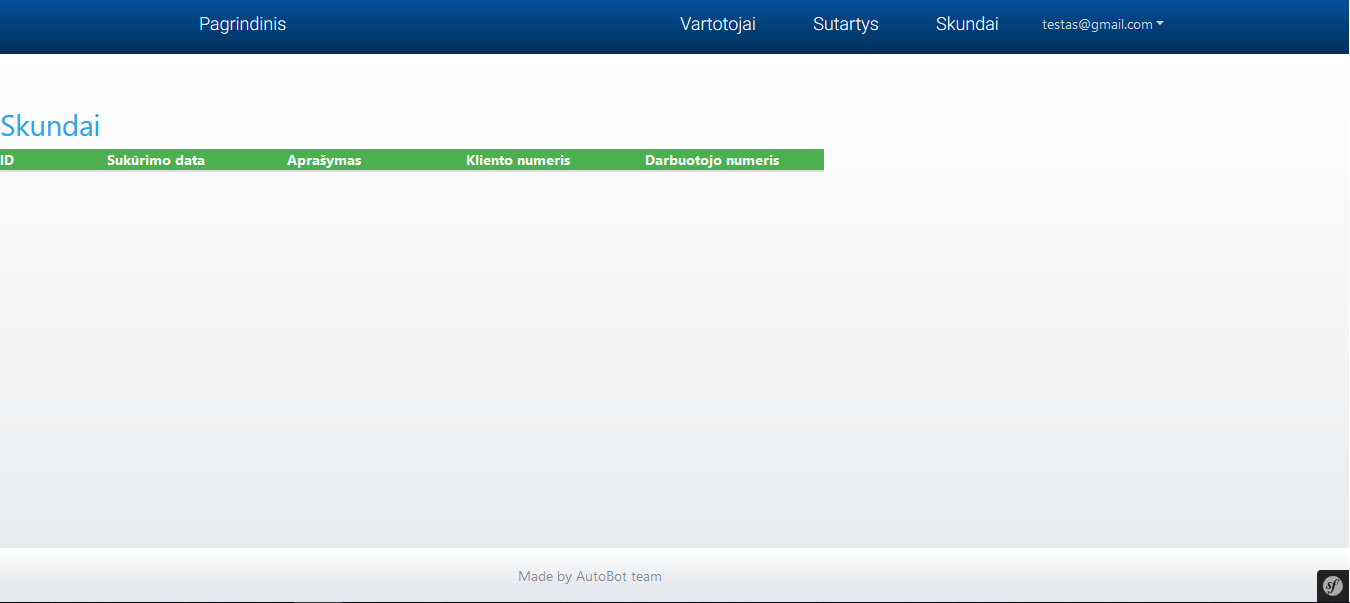 Pagrindinis Vartotojai Sutartys Skundai testas@gmail.com
Skundai
ID Sukūrimo data Aprašymas Kliento numeris Darbuotojo numeris
Made by AutoBot team
sf